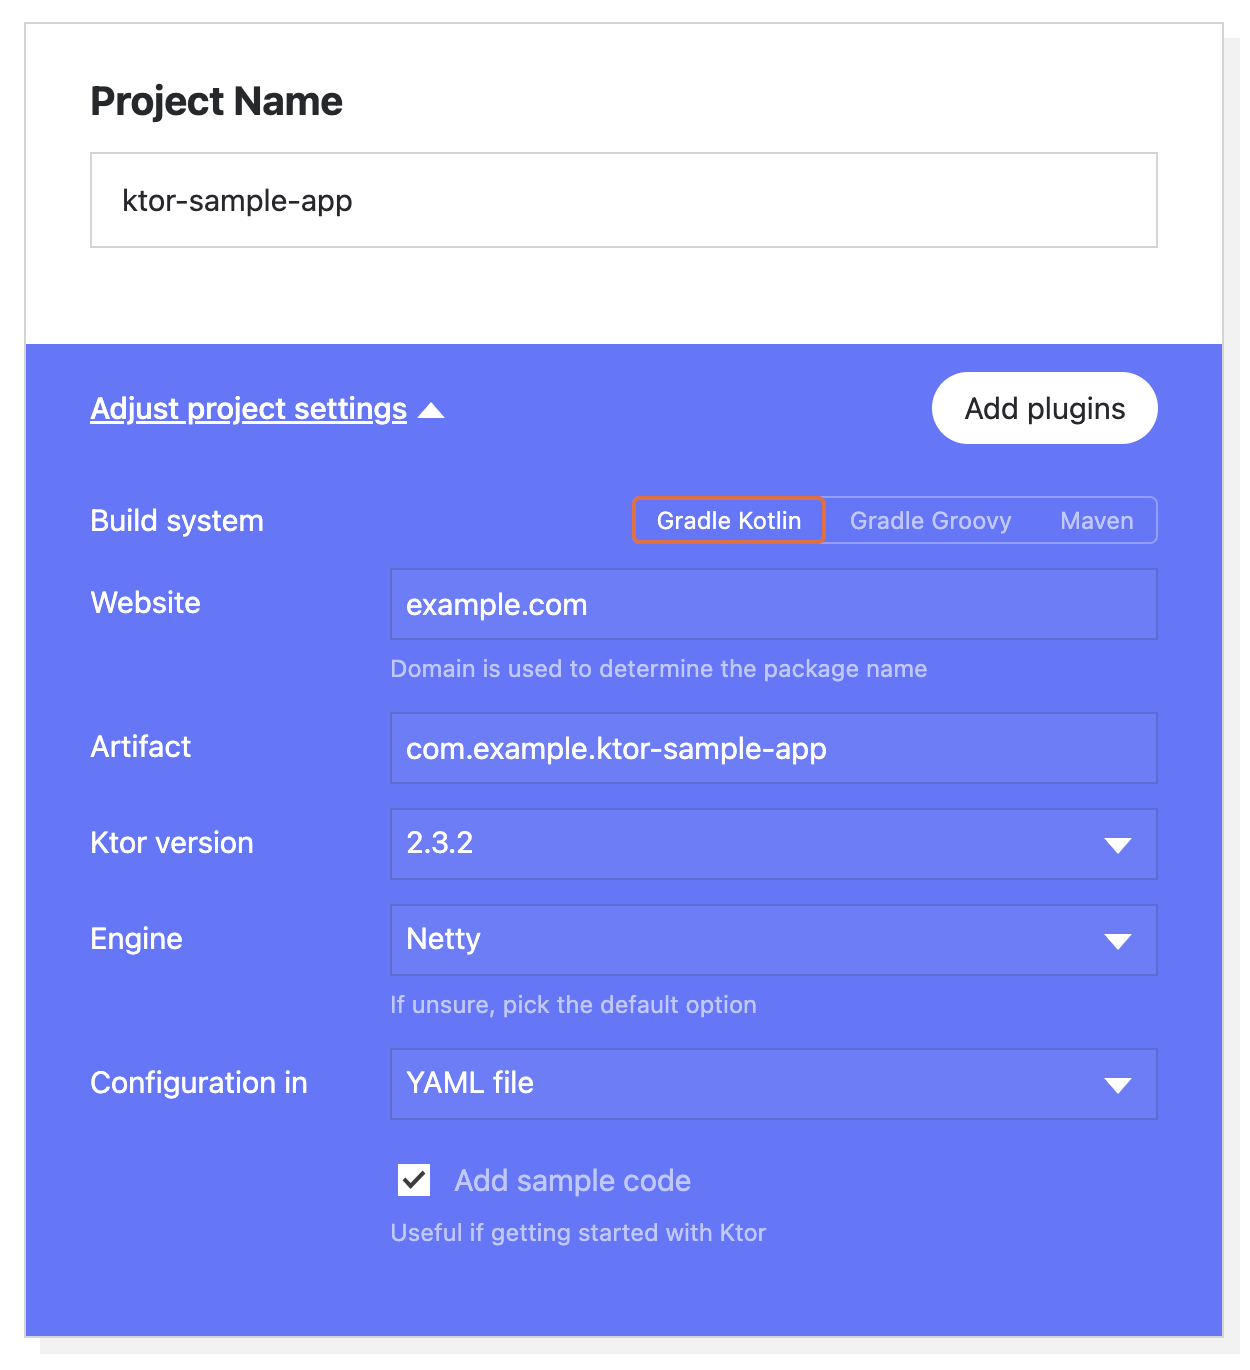 Project Name
ktor-sample-app
Adjust project settings
Add plugins
Build system
Gradle Kotlin
Gradle Groovy
Maven
Website
example.com
Domain is used to determine the package name
Artifact
com.example.ktor-sample-app
Ktor version
2.3.2
Engine
Netty
If unsure, pick the default option
Configuration in
YAML file
Add sample code
Useful if getting started with Ktor